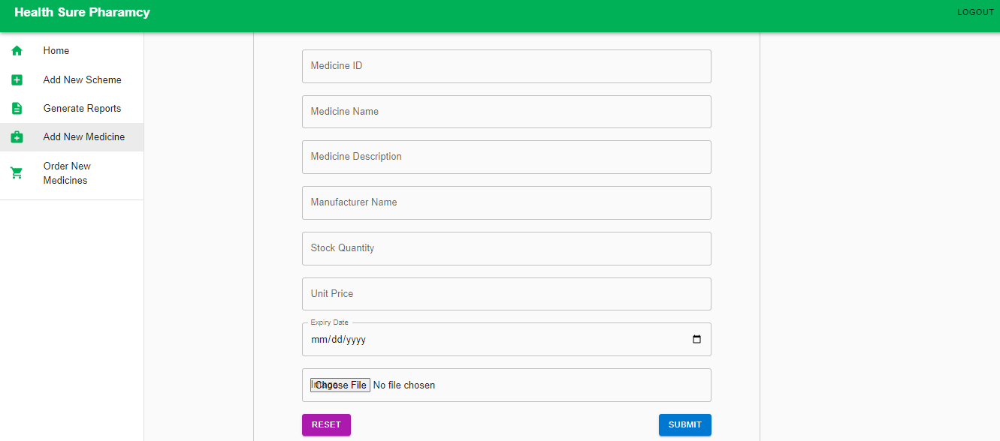 Health Sure Pharamcy
LOGOUT
Home
Add New Scheme
Generate Reports
Add New Medicine
Order New
Medicines
Medicine ID
Medicine Name
Medicine Description
Manufacturer Name
Stock Quantity
Unit Price
Expiry Date
mm/dd/yyyy
Image
Choose File No file chosen
RESET
SUBMIT